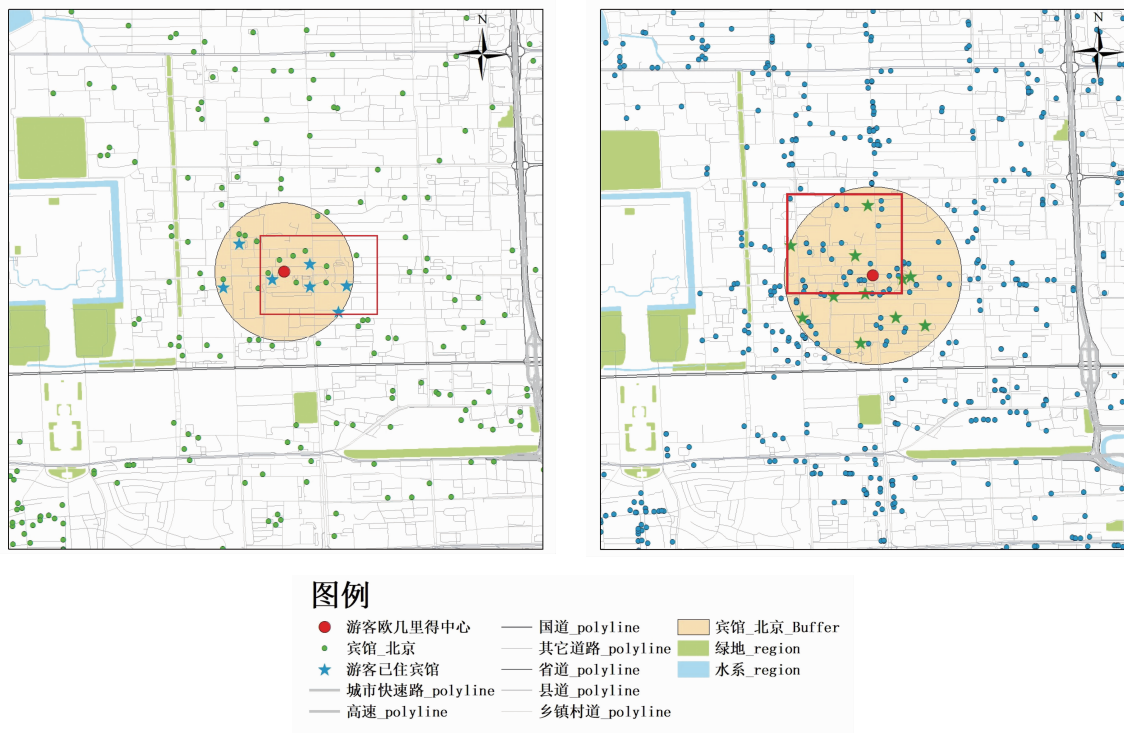 N
N
图例
游客欧几里得中心
宾馆_北京
游客已住宾馆
城市快速路_polyline
高速_polyline
国道_polyline
其它道路_polyline
省道_polyline
县道_polyline
乡镇村道_polyline
宾馆_北京_Buffer
绿地_region
水系_region